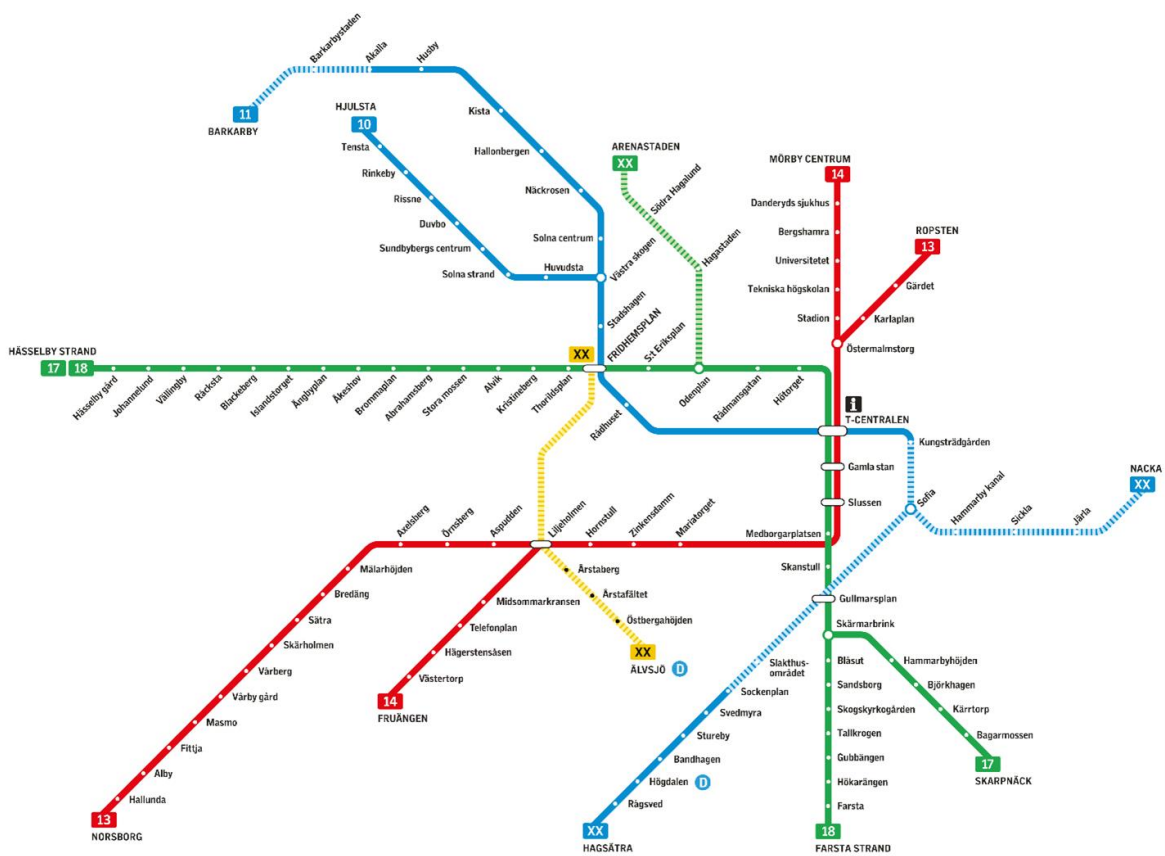 Barkarbystaden
Akalla
Husby
11
BARKARBY
HJULSTA
10
Tensta
Rinkeby
Rissne
Duvbo
Sundbybergs centrum
Solna strand
Huvudsta
Kista
Hallonbergen
Näckrosen
Solna centrum
Västra skogen
Stadshagen
FRIDHEMSPLAN
XX
ARENASTADEN
XX
Södra Hagalund
Hagastaden
MÖRBY CENTRUM
14
Danderyds sjukhus
Bergshamra
Universitetet
Tekniska högskolan
Stadion
ROPSTEN
13
Gärdet
Karlaplan
Östermalmstorg
HÄSSELBY STRAND
17 18
Hässelby gård
Johannelund
Vällingby
Råcksta
Blackeberg
Islandstorget
Ängbyplan
Åkeshov
Brommaplan
Abrahamsberg
Stora mossen
Alvik
Kristineberg
Thorildsplan
S:t Eriksplan
Odenplan
Rådmansgatan
Hötorget
Rådhuset
i
T-CENTRALEN
Kungsträdgården
Gamla stan
Slussen
Sofia
Hammarby kanal
Sickla
Järla
NACKA
XX
Medborgarplatsen
Skanstull
Gullmarsplan
Skärmarbrink
Axelsberg
Örnsberg
Aspudden
Liljeholmen
Hornstull
Zinkensdamm
Mariatorget
Mälarhöjden
Bredäng
Sätra
Skärholmen
Vårberg
Vårby gård
Masmo
Fittja
Alby
Hallunda
13
NORSBORG
Midsommarkransen
Telefonplan
Hägerstensåsen
Västertorp
14
FRUÄNGEN
Årstaberg
Årstafältet
Östbergahöjden
XX
ÄLVSJÖ D
Slakthus-
området
Sockenplan
Svedmyra
Stureby
Bandhagen
Högdalen D
Rågsved
XX
HAGSÄTRA
Blåsut
Sandsborg
Skogskyrkogården
Tallkrogen
Gubbängen
Hökarängen
Farsta
18
FARSTA STRAND
Hammarbyhöjden
Björkhagen
Kärrtorp
Bagarmossen
17
SKARPNÄCK